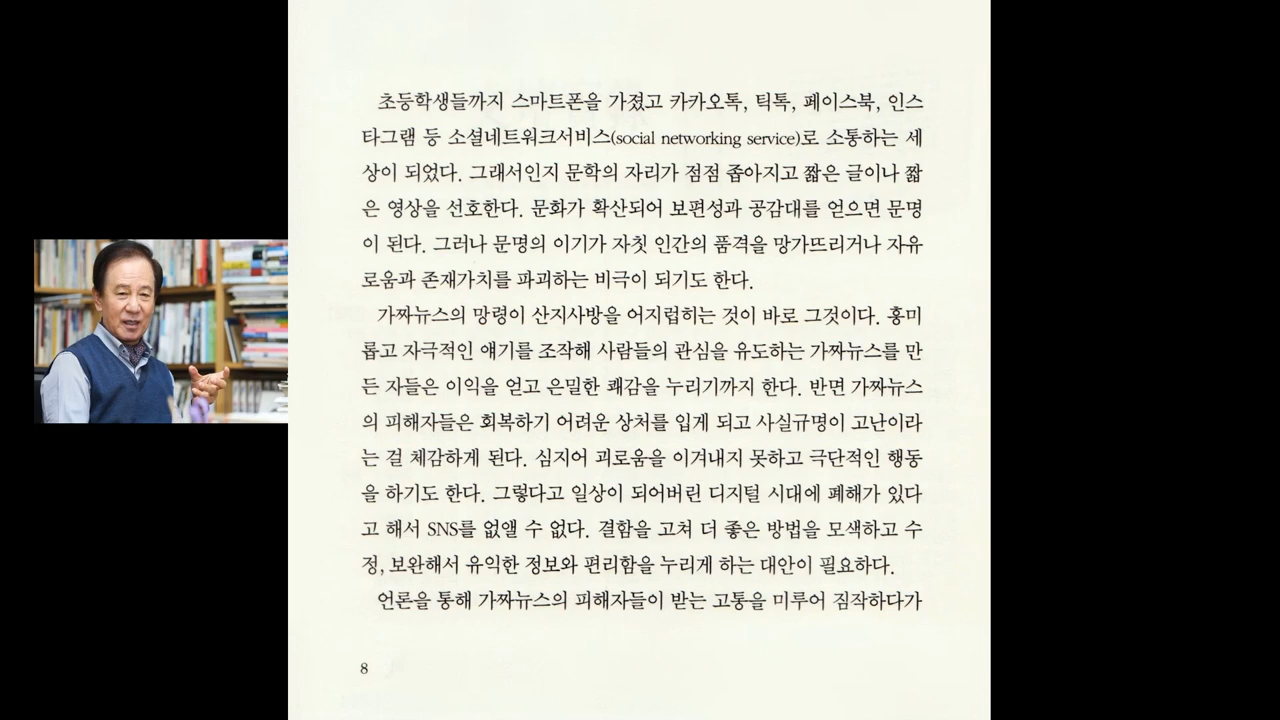 초등학생들까지 스마트폰을 가졌고 카카오톡, 틱톡, 페이스북, 인스
타그램 등 소셜네트워크서비스(social networking service)로 소통하는 세
상이 되었다. 그래서인지 문학의 자리가 점점 좁아지고 짧은 글이나 짧
은 영상을 선호한다. 문화가 확산되어 보편성과 공감대를 얻으면 문명
이 된다. 그러나 문명의 이기가 자칫 인간의 품격을 망가뜨리거나 자유
로움과 존재가치를 파괴하는 비극이 되기도 한다.
가짜뉴스의 망령이 산지사방을 어지럽히는 것이 바로 그것이다. 흥미
롭고 자극적인 얘기를 조작해 사람들의 관심을 유도하는 가짜뉴스를 만
든 자들은 이익을 얻고 은밀한 쾌감을 누리기까지 한다. 반면 가짜뉴스
의 피해자들은 회복하기 어려운 상처를 입게 되고 사실규명이 고난이라
는 걸 체감하게 된다. 심지어 괴로움을 이겨내지 못하고 극단적인 행동
을 하기도 한다. 그렇다고 일상이 되어버린 디지털 시대에 폐해가 있다
고 해서 SNS를 없앨 수 없다. 결함을 고쳐 더 좋은 방법을 모색하고 수
정, 보완해서 유익한 정보와 편리함을 누리게 하는 대안이 필요하다.
언론을 통해 가짜뉴스의 피해자들이 받는 고통을 미루어 짐작하다가
8